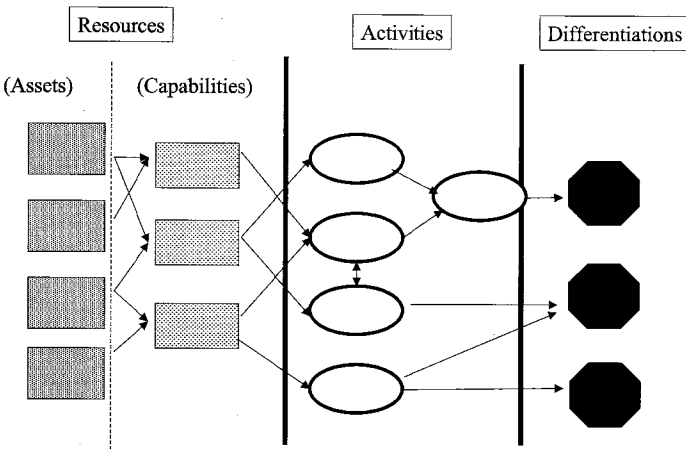 Resources
Activities
Differentiations
(Assets)
(Capabilities)